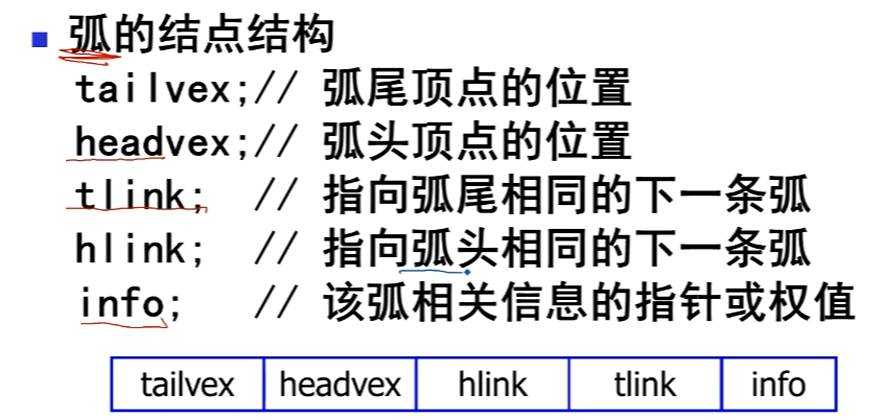 ■ 弧的结点结构
tailvex;// 弧尾顶点的位置
headvex;// 弧头顶点的位置
tlink; // 指向弧尾相同的下一条弧
hlink; // 指向弧头相同的下一条弧
info; // 该弧相关信息的指针或权值
tailvex headvex hlink tlink info